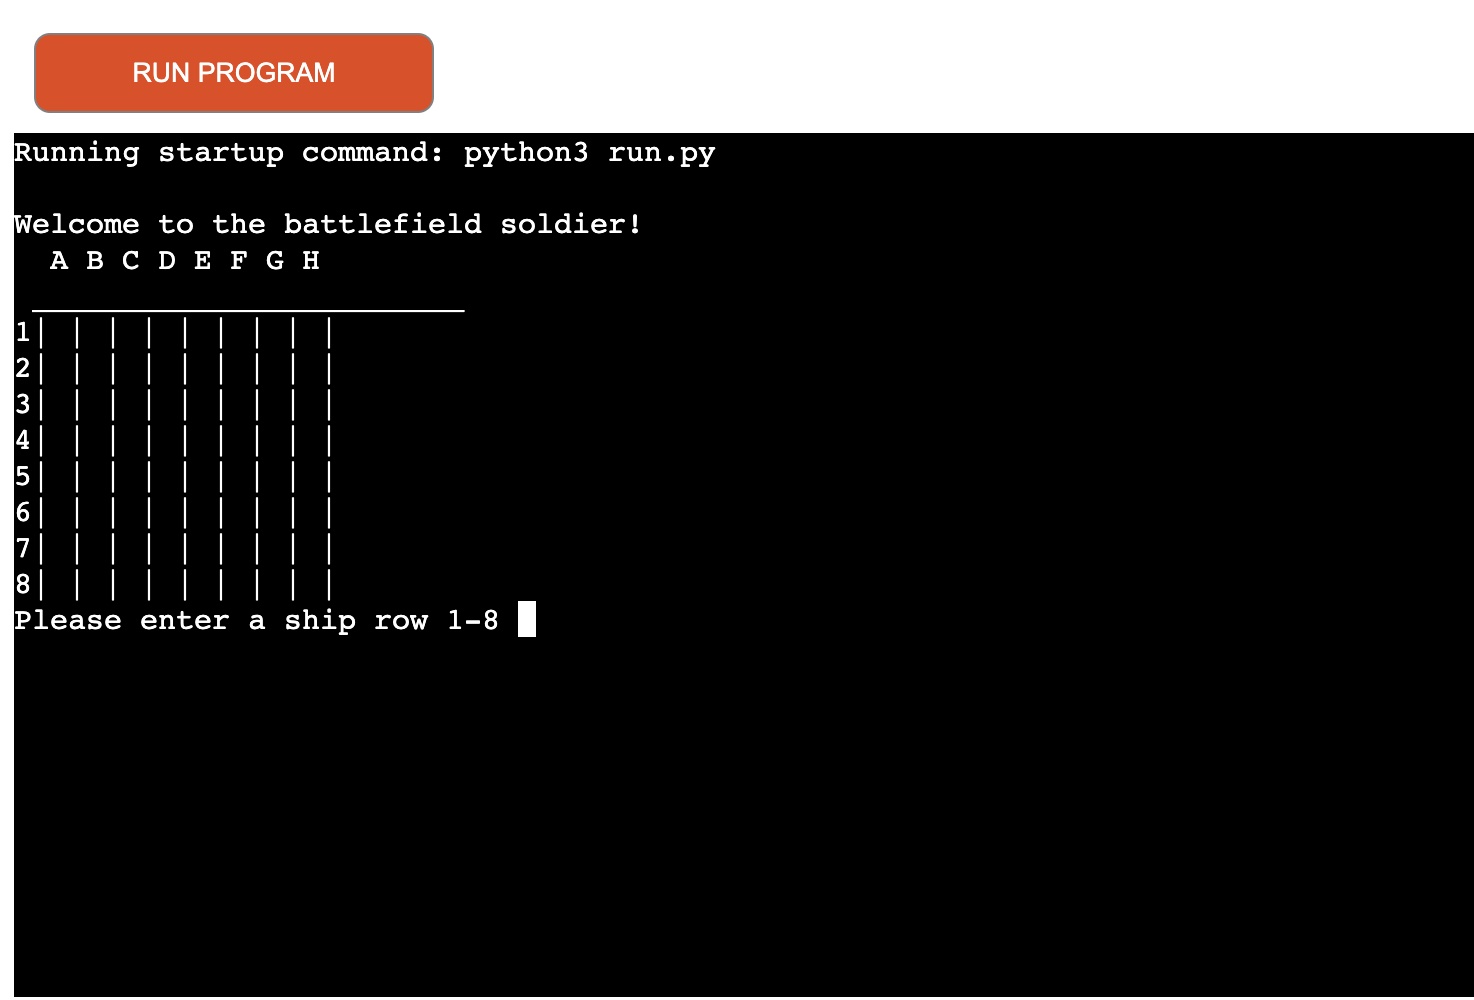 RUN PROGRAM
Running startup command: python3 run.py
Welcome to the battlefield soldier!
  A B C D E F G H
 ________________________
1| | | | | | | | |
2| | | | | | | | |
3| | | | | | | | |
4| | | | | | | | |
5| | | | | | | | |
6| | | | | | | | |
7| | | | | | | | |
8| | | | | | | | |
Please enter a ship row 1-8